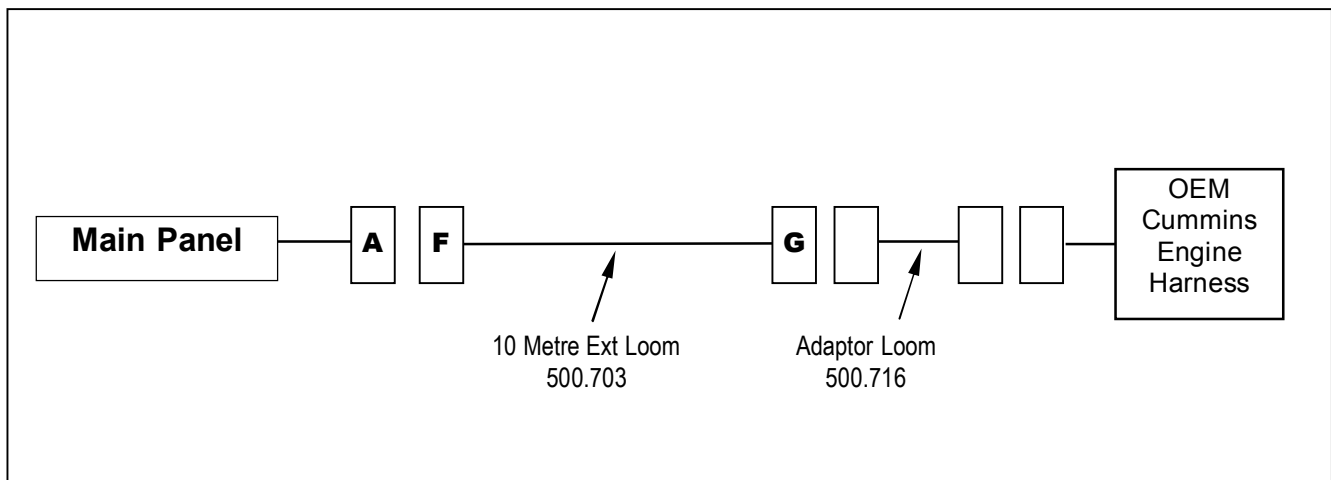 Main Panel
A
F
G
OEM
Cummins
Engine
Harness
10 Metre Ext Loom
500.703
Adaptor Loom
500.716